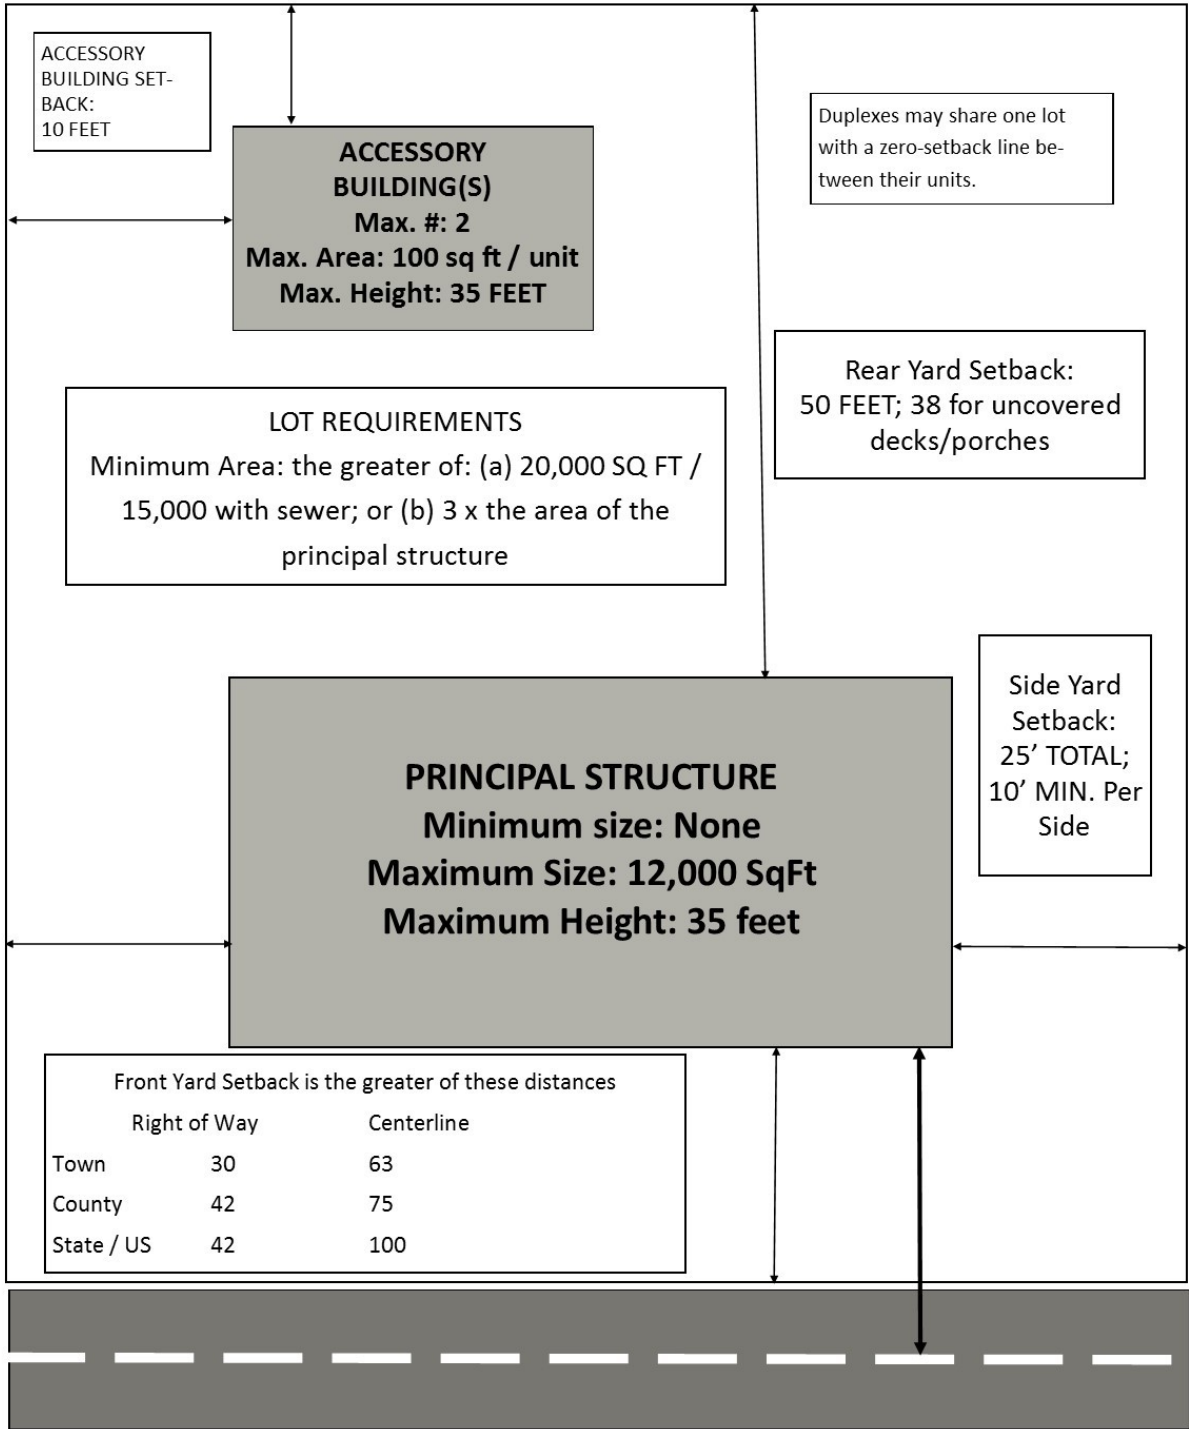 ACCESSORY
BUILDING SET-
BACK:
10 FEET
ACCESSORY
BUILDING(S)
Max. #: 2
Max. Area: 100 sq ft / unit
Max. Height: 35 FEET
Duplexes may share one lot
with a zero-setback line be-
tween their units.
Rear Yard Setback:
50 FEET; 38 for uncovered
decks/porches
LOT REQUIREMENTS
Minimum Area: the greater of: (a) 20,000 SQ FT /
15,000 with sewer; or (b) 3 x the area of the
principal structure
Side Yard
Setback:
25’ TOTAL;
10’ MIN. Per
Side
PRINCIPAL STRUCTURE
Minimum size: None
Maximum Size: 12,000 SqFt
Maximum Height: 35 feet
Front Yard Setback is the greater of these distances
Right of Way Centerline
Town 30 63
County 42 75
State / US 42 100